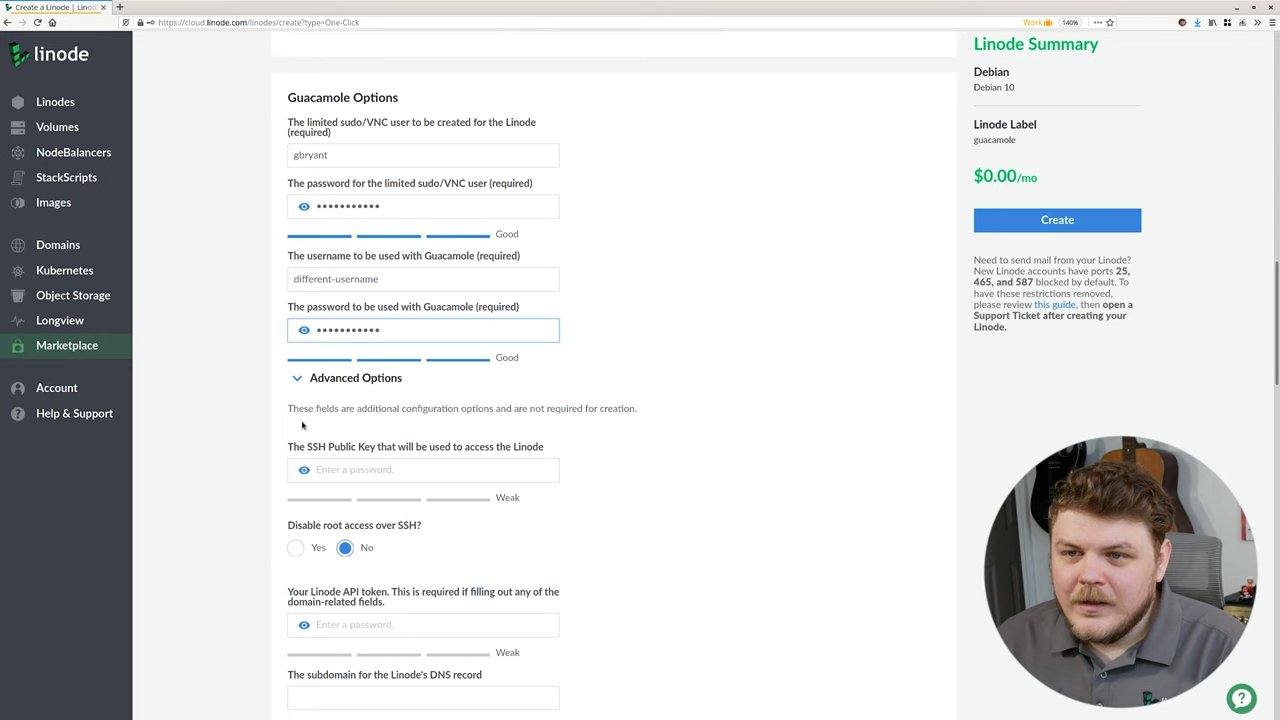 Create a Linode | Linod
https://cloud.linode.com/linodes/create?type=One-Click
Work
140%
linode
Linodes
Volumes
NodeBalancers
StackScripts
Images
Domains
Kubernetes
Object Storage
Longview
Marketplace
Account
Help & Support
Guacamole Options
The limited sudo/VNC user to be created for the Linode
(required)
gbryant
The password for the limited sudo/VNC user (required)
•••••••••••
Good
The username to be used with Guacamole (required)
different-username
The password to be used with Guacamole (required)
•••••••••••
Good
Advanced Options
These fields are additional configuration options and are not required for creation.
The SSH Public Key that will be used to access the Linode
Enter a password.
Weak
Disable root access over SSH?
Yes
No
Your Linode API token. This is required if filling out any of the
domain-related fields.
Enter a password.
Weak
The subdomain for the Linode's DNS record
Linode Summary
Debian
Debian 10
Linode Label
guacamole
$0.00/mo
Create
Need to send mail from your Linode?
New Linode accounts have ports 25,
465, and 587 blocked by default. To
have these restrictions removed,
please review this guide, then open a
Support Ticket after creating your
Linode.